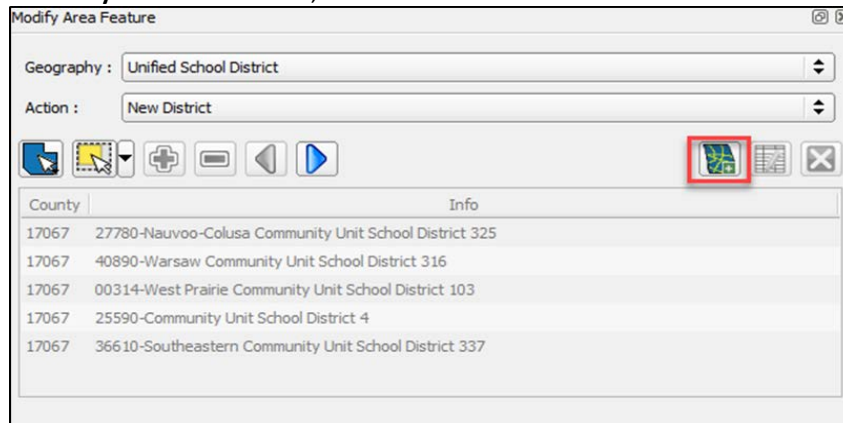 Modify Area Feature
Geography : Unified School District
Action : New District
County Info
17067 27780-Nauvoo-Colusa Community Unit School District 325
17067 40890-Warsaw Community Unit School District 316
17067 00314-West Prairie Community Unit School District 103
17067 25590-Community Unit School District 4
17067 36610-Southeastern Community Unit School District 337